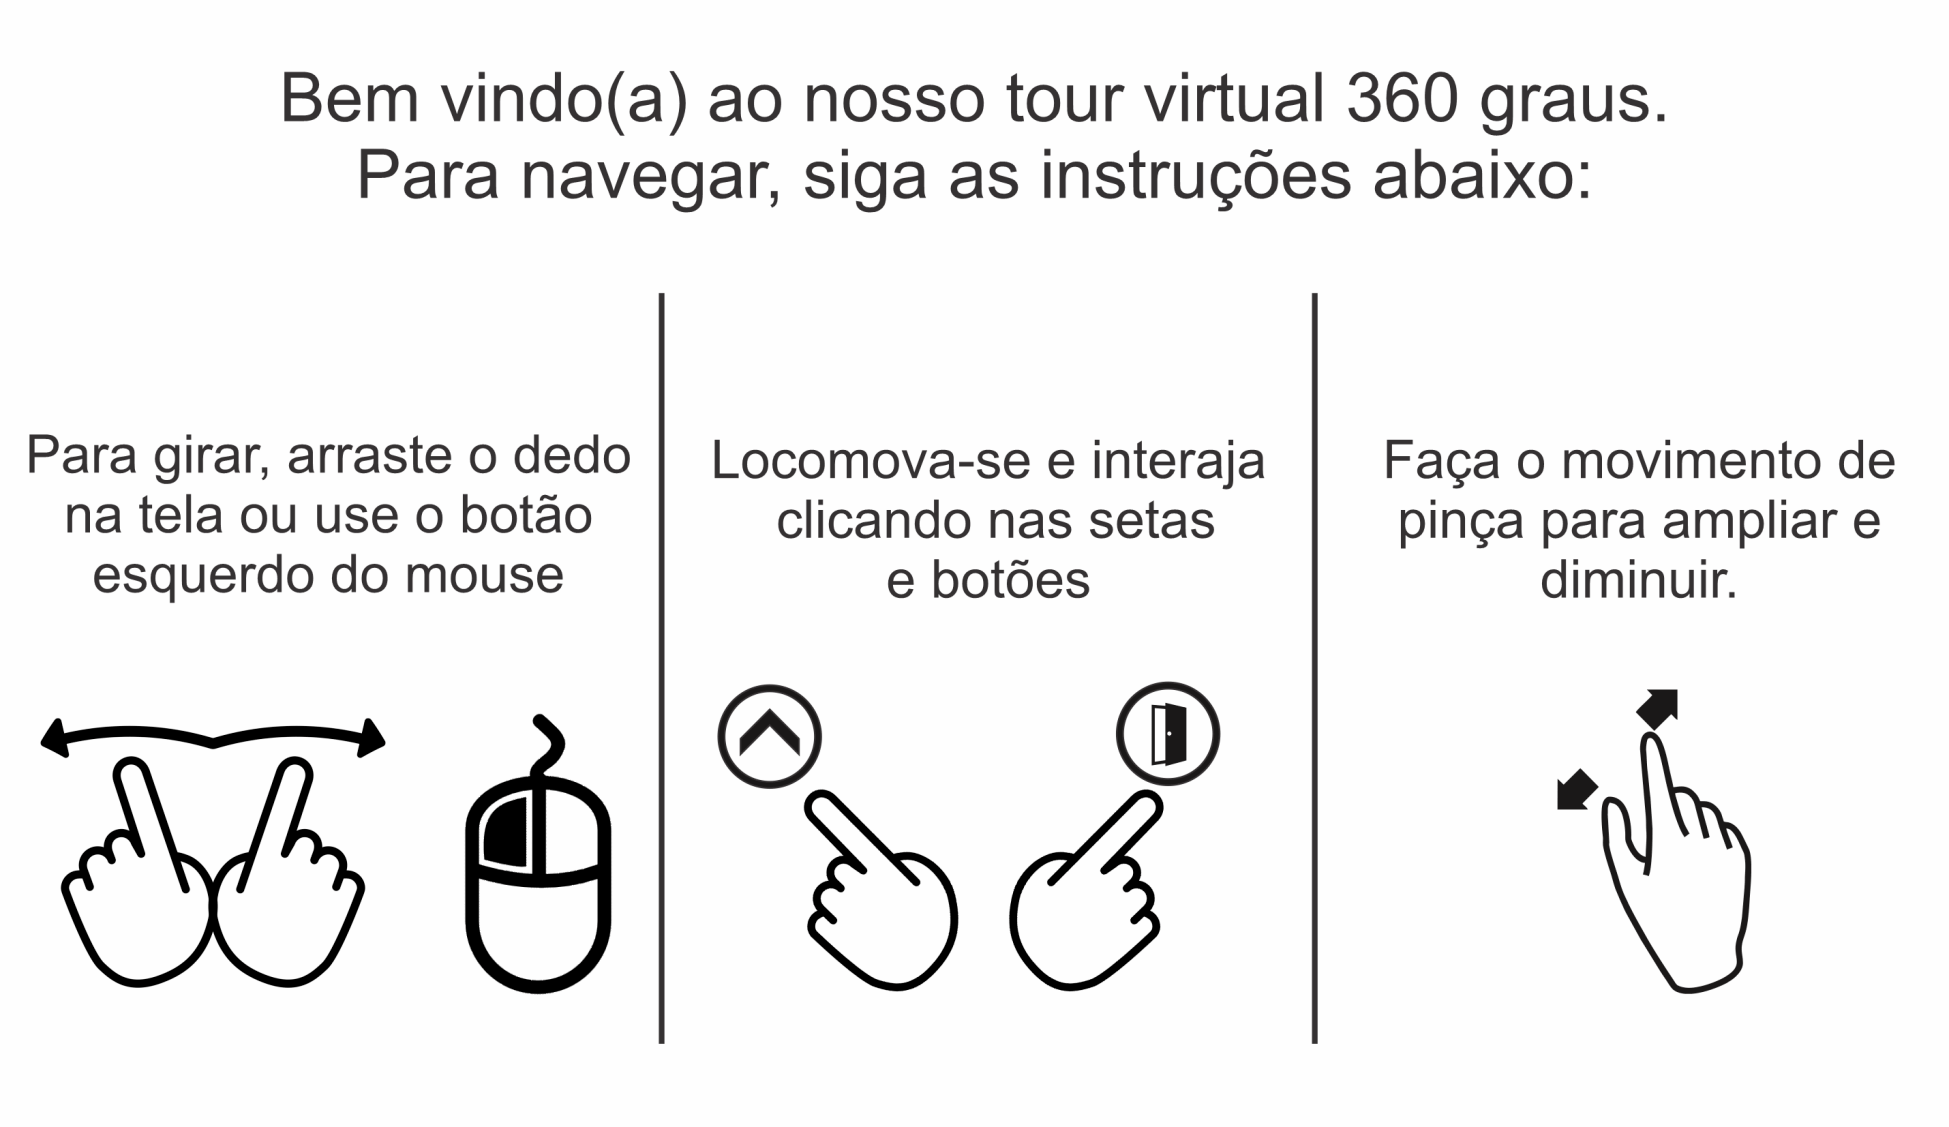 Bem vindo(a) ao nosso tour virtual 360 graus.
Para navegar, siga as instruções abaixo:
Para girar, arraste o dedo
na tela ou use o botão
esquerdo do mouse
Locomova-se e interaja
clicando nas setas
e botões
Faça o movimento de
pinça para ampliar e
diminuir.